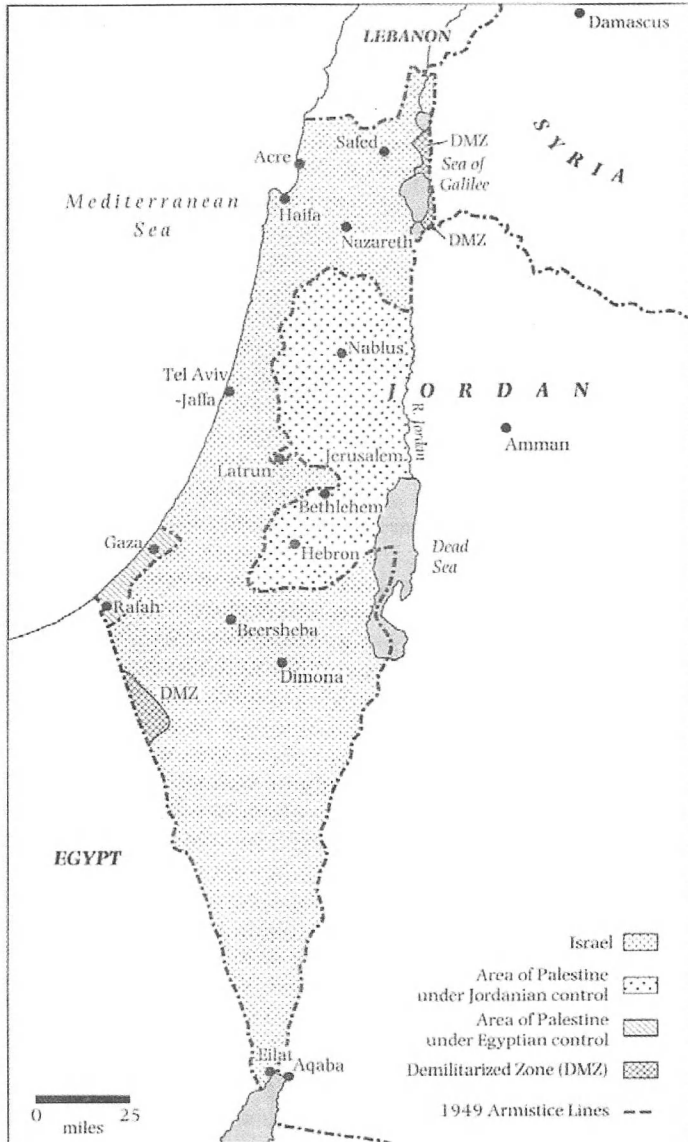 LEBANON
Damascus
SYRIA
Safed
DMZ
Acre
Sea of
Galilee
Mediterranean
Sea
Haifa
Nazareth
DMZ
Nablus
Tel Aviv
-Jaffa
JORDAN
R. Jordan
Amman
Jerusalem
Latrun
Bethlehem
Gaza
Hebron
Dead
Sea
Rafah
Beersheba
Dimona
DMZ
EGYPT
Israel
Area of Palestine
under Jordanian control
Area of Palestine
under Egyptian control
Eilat
Aqaba
Demilitarized Zone (DMZ)
0 25
miles
1949 Armistice Lines